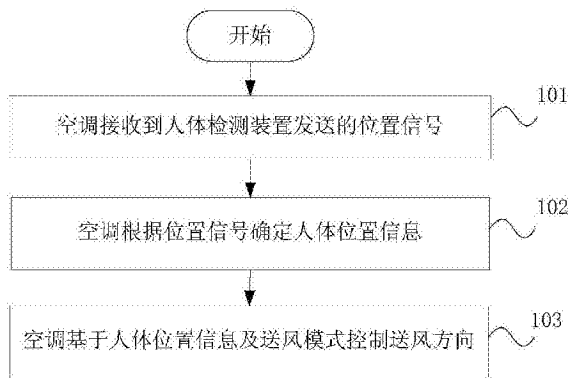 开始
空调接收到人体检测装置发送的位置信号
101
空调根据位置信号确定人体位置信息
102
空调基于人体位置信息及送风模式控制送风方向
103